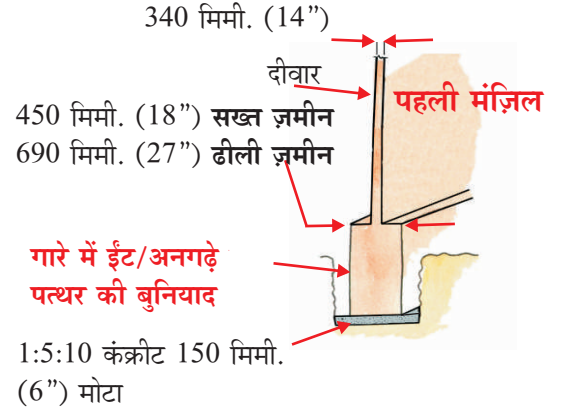 340 मिमी. (14”)
दीवार
पहली मंज़िल
450 मिमी. (18”) सख्त ज़मीन
690 मिमी. (27”) ढीली ज़मीन
गारे में ईंट/अनगढ़े
पत्थर की बुनियाद
1:5:10 कंक्रीट 150 मिमी.
(6”) मोटा